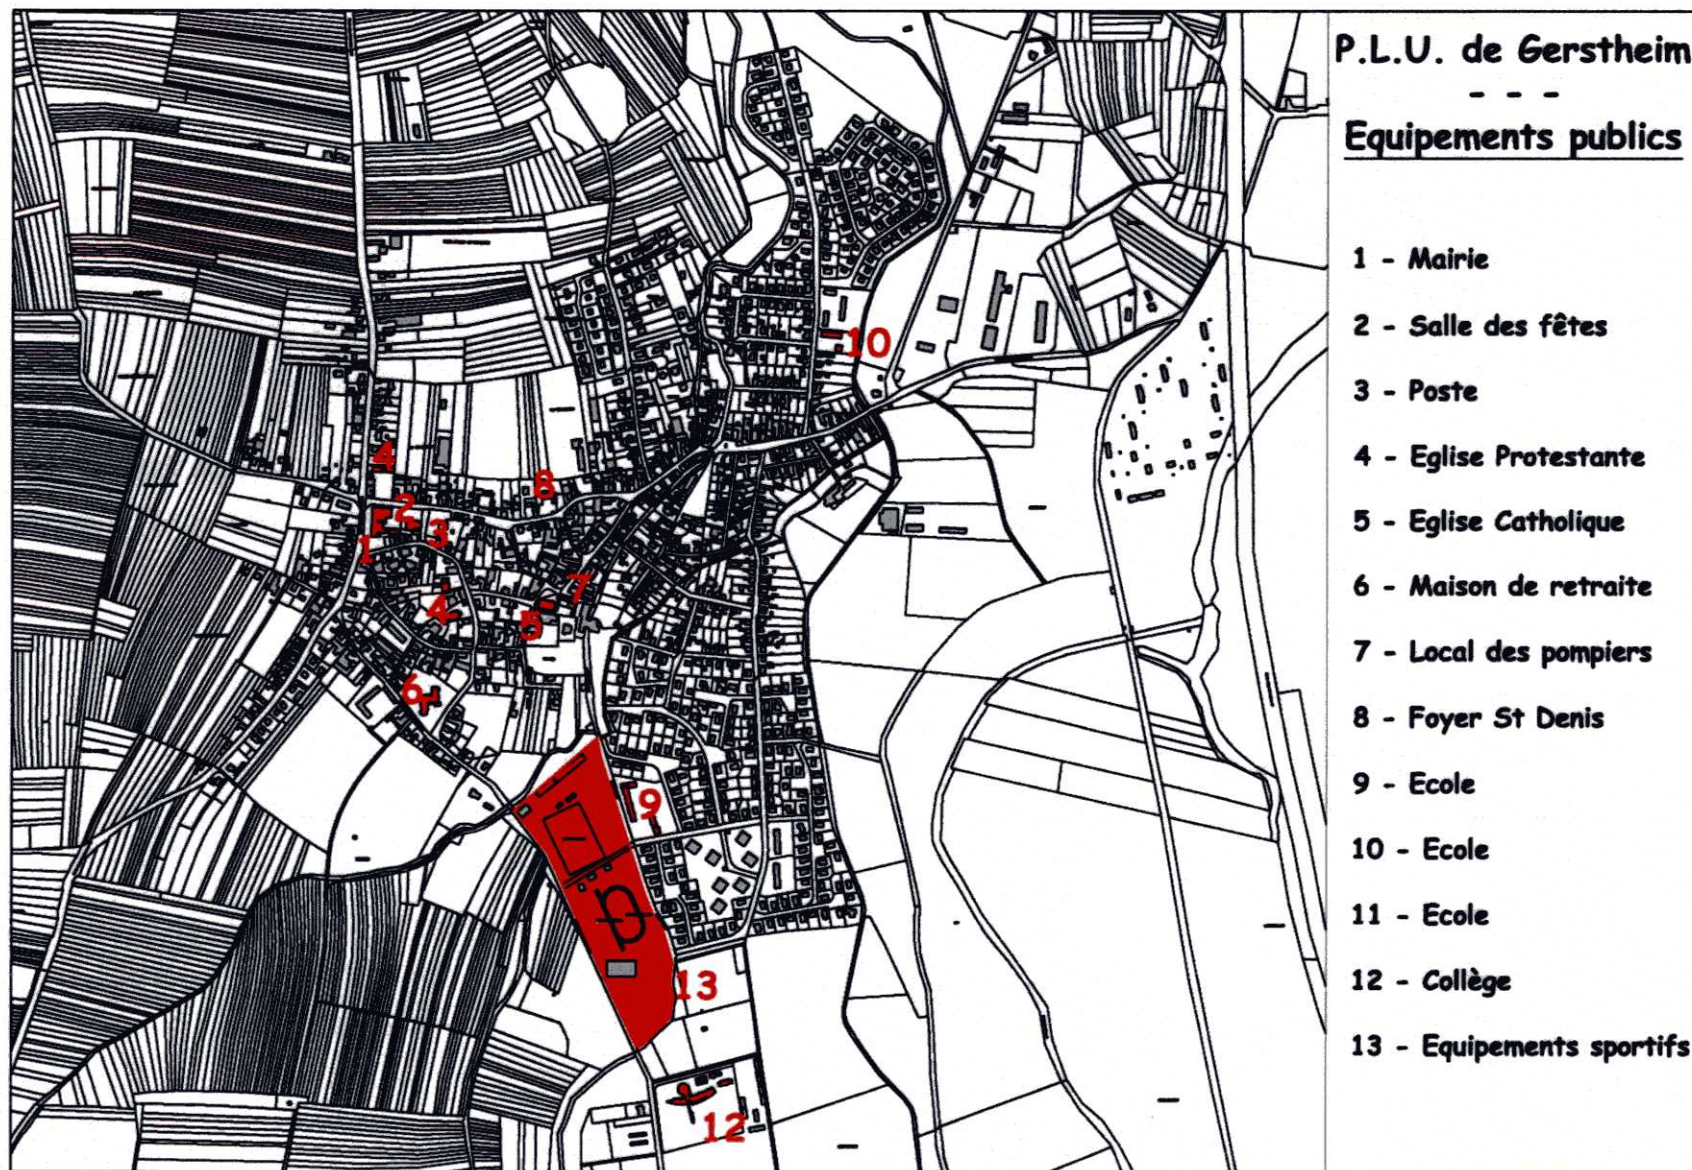 P.L.U. de Gerstheim
- - -
Equipements publics
1 - Mairie
2 - Salle des fêtes
3 - Poste
4 - Eglise Protestante
5 - Eglise Catholique
6 - Maison de retraite
7 - Local des pompiers
8 - Foyer St Denis
9 - Ecole
10 - Ecole
11 - Ecole
12 - Collège
13 - Equipements sportifs
10
4
8
2
3
1
7
4
5
6
9
13
12